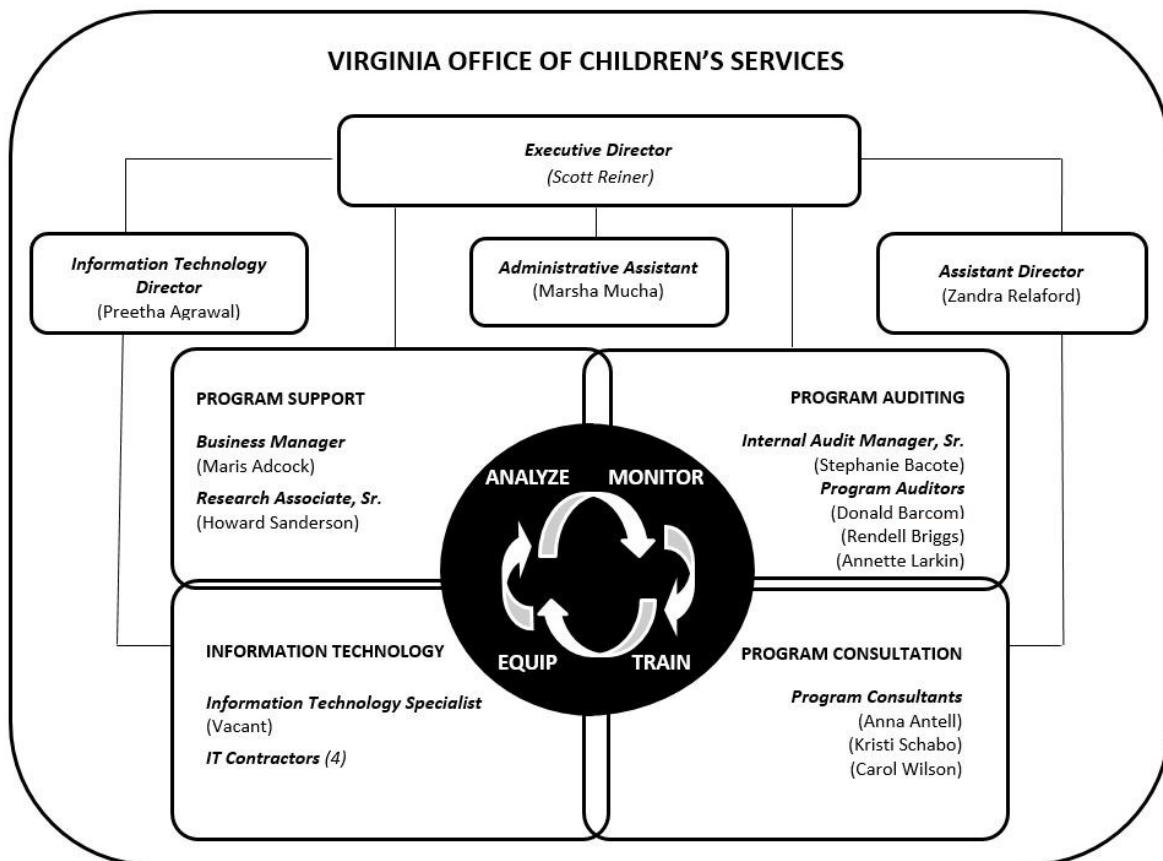 VIRGINIA OFFICE OF CHILDREN’S SERVICES
Executive Director
(Scott Reiner)
Information Technology
Director
(Preetha Agrawal)
Administrative Assistant
(Marsha Mucha)
Assistant Director
(Zandra Relaford)
PROGRAM SUPPORT
Business Manager
(Maris Adcock)
Research Associate, Sr.
(Howard Sanderson)
PROGRAM AUDITING
Internal Audit Manager, Sr.
(Stephanie Bacote)
Program Auditors
(Donald Barcom)
(Rendell Briggs)
(Annette Larkin)
ANALYZE MONITOR
EQUIP TRAIN
INFORMATION TECHNOLOGY
Information Technology Specialist
(Vacant)
IT Contractors (4)
PROGRAM CONSULTATION
Program Consultants
(Anna Antell)
(Kristi Schabo)
(Carol Wilson)